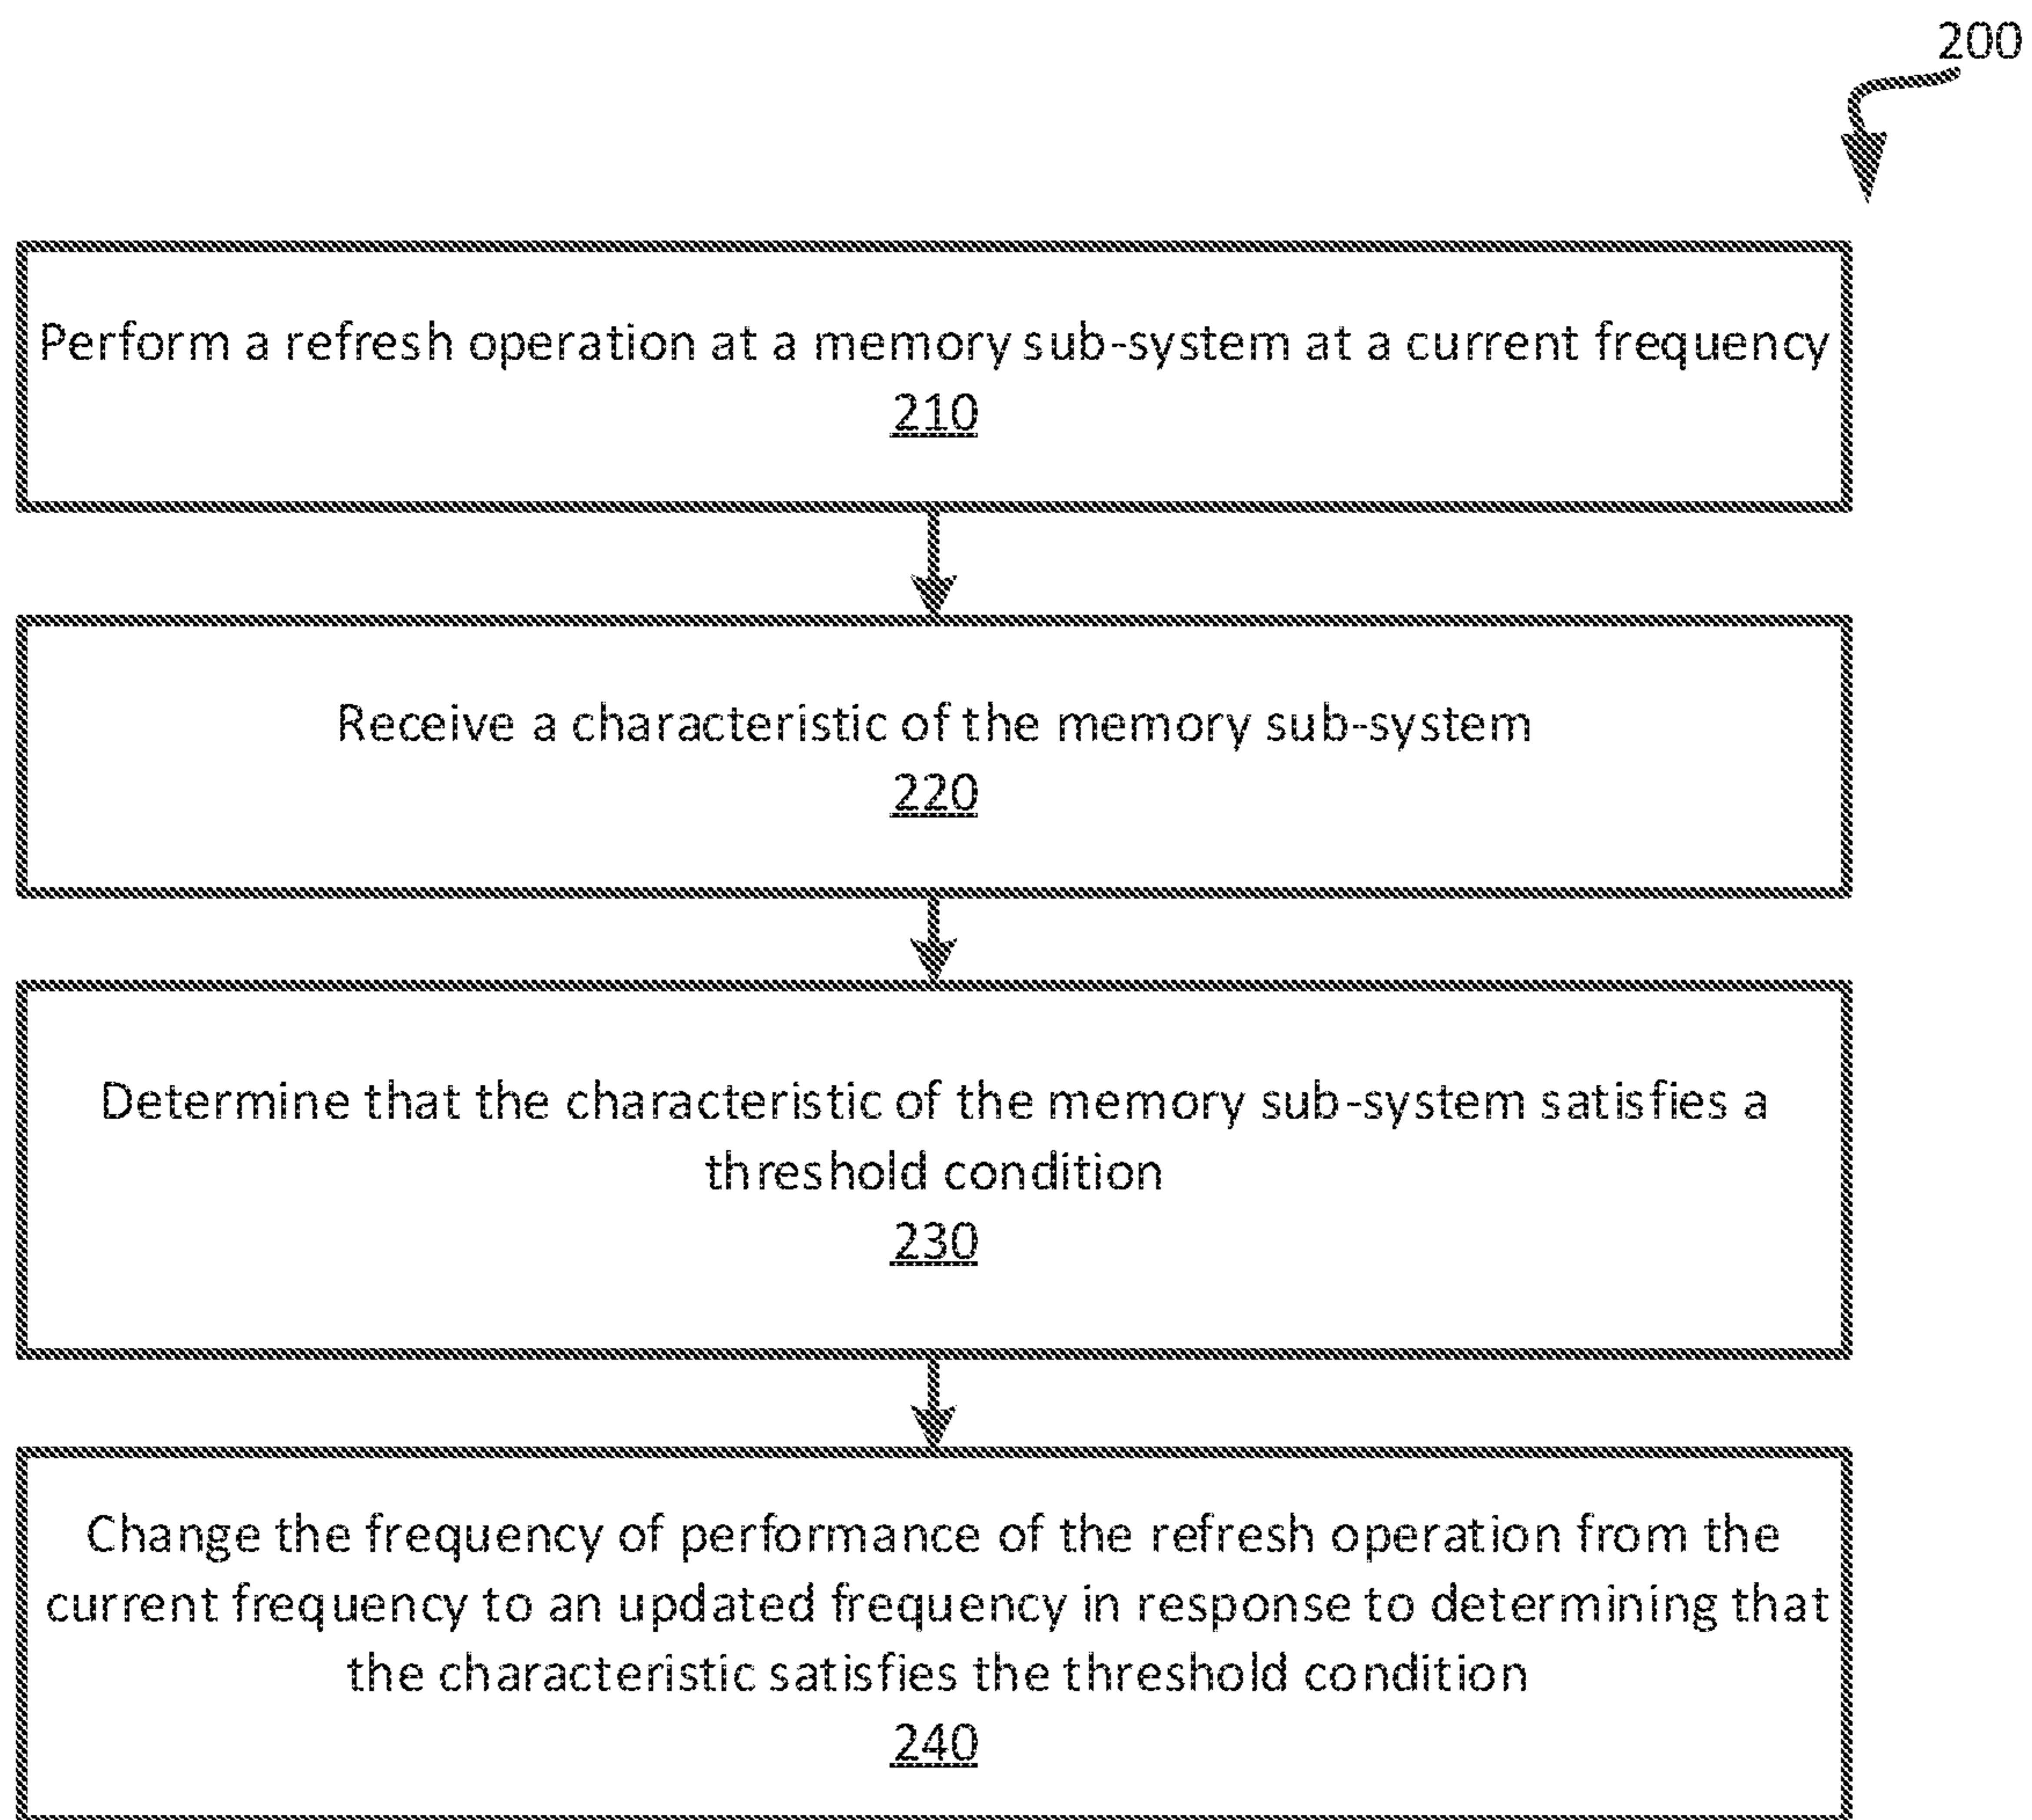 200
Perform a refresh operation at a memory sub-system at a current frequency
210
Receive a characteristic of the memory sub-system
220
Determine that the characteristic of the memory sub-system satisfies a
threshold condition
230
Change the frequency of performance of the refresh operation from the
current frequency to an updated frequency in response to determining that
the characteristic satisfies the threshold condition
240